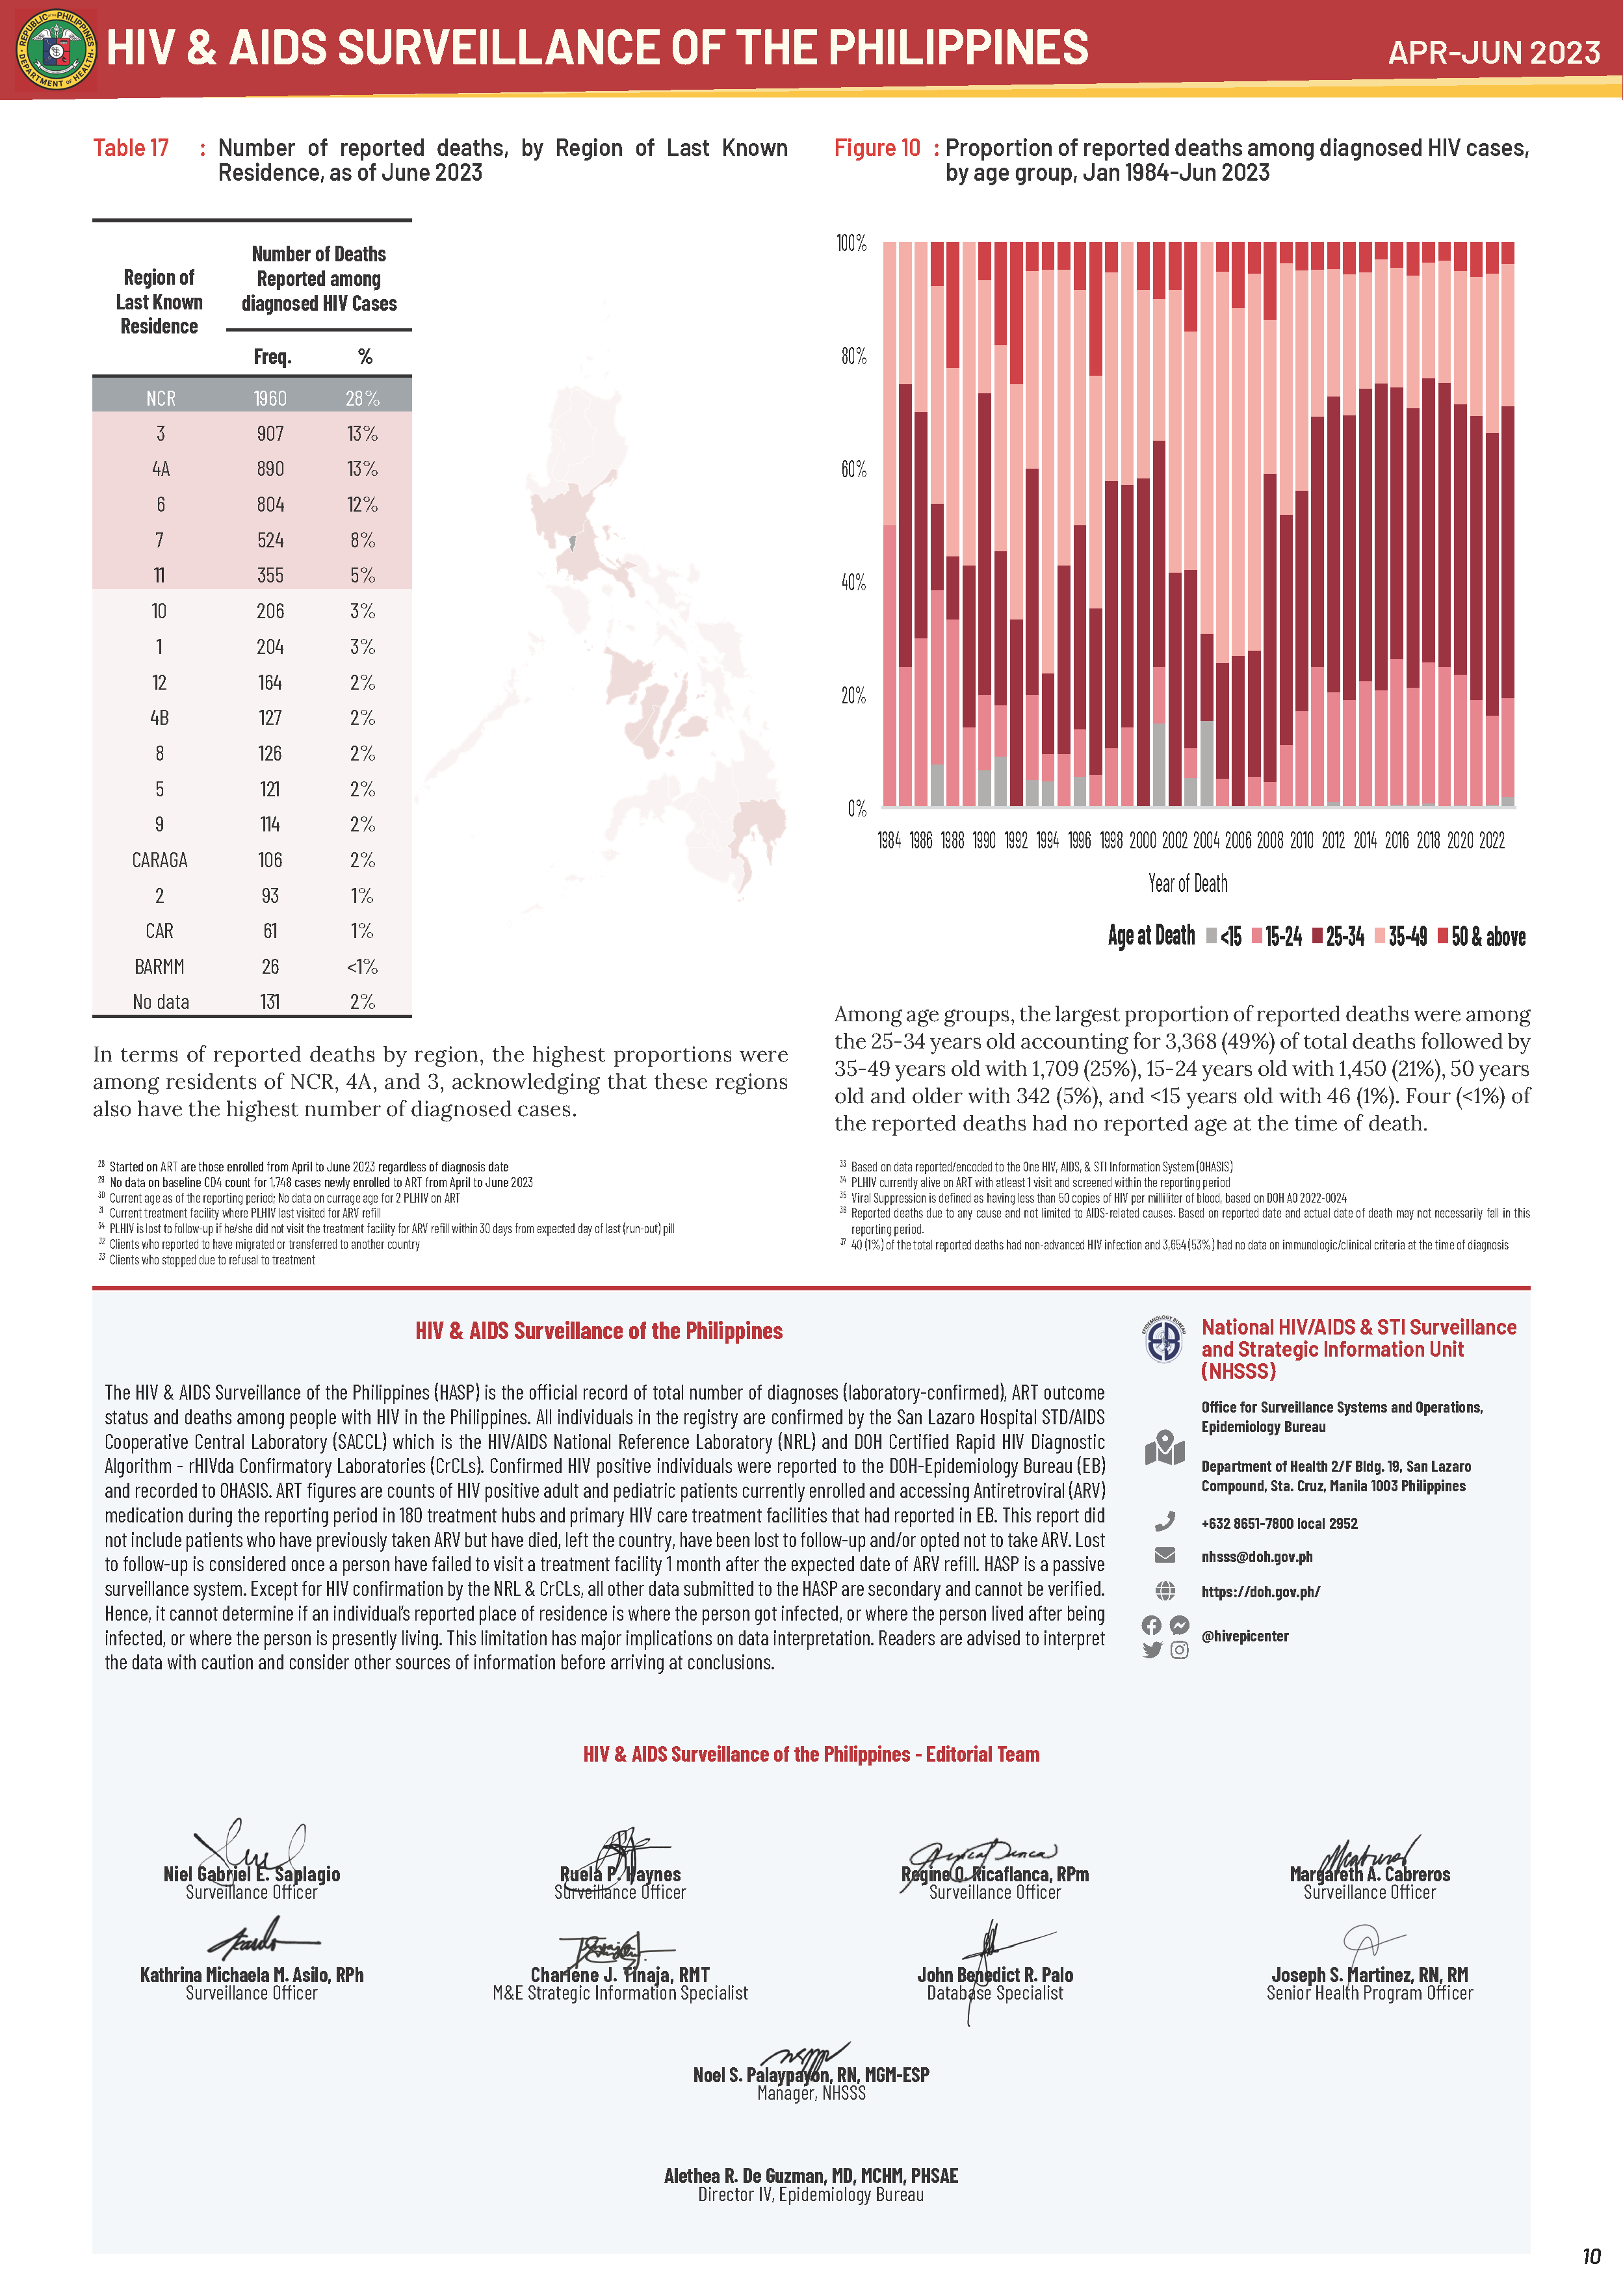 HIV & AIDS SURVEILLANCE OF THE PHILIPPINES
APR-JUN 2023
Table 17 : Number of reported deaths, by Region of Last Known
Residence, as of June 2023
Region of
Last Known
Residence
Number of Deaths
Reported among
diagnosed HIV Cases
Freq. %
NCR 1960 28%
3 907 13%
4A 890 13%
6 804 12%
7 524 8%
11 355 5%
10 206 3%
1 204 3%
12 164 2%
4B 127 2%
8 126 2%
5 121 2%
9 114 2%
CARAGA 106 2%
2 93 1%
CAR 61 1%
BARMM 26 <1%
No data 131 2%
In terms of reported deaths by region, the highest proportions were
among residents of NCR, 4A, and 3, acknowledging that these regions
also have the highest number of diagnosed cases.
Figure 10 : Proportion of reported deaths among diagnosed HIV cases,
by age group, Jan 1984-Jun 2023
100%
80%
60%
40%
20%
0%
1984 1986 1988 1990 1992 1994 1996 1998 2000 2002 2004 2006 2008 2010 2012 2014 2016 2018 2020 2022
Year of Death
Age at Death <15 15-24 25-34 35-49 50 & above
Among age groups, the largest proportion of reported deaths were among
the 25-34 years old accounting for 3,368 (49%) of total deaths followed by
35-49 years old with 1,709 (25%), 15-24 years old with 1,450 (21%), 50 years
old and older with 342 (5%), and <15 years old with 46 (1%). Four (<1%) of
the reported deaths had no reported age at the time of death.
28 Started on ART are those enrolled from April to June 2023 regardless of diagnosis date
29 No data on baseline CD4 count for 1,748 cases newly enrolled to ART from April to June 2023
30 Current age as of the reporting period; No data on currage age for 2 PLHIV on ART
31 Current treatment facility where PLHIV last visited for ARV refill
34 PLHIV is lost to follow-up if he/she did not visit the treatment facility for ARV refill within 30 days from expected day of last (run-out) pill
32 Clients who reported to have migrated or transferred to another country
33 Clients who stopped due to refusal to treatment
33 Based on data reported/encoded to the One HIV, AIDS, & STI Information System (OHASIS)
34 PLHIV currently alive on ART with atleast 1 visit and screened within the reporting period
35 Viral Suppression is defined as having less than 50 copies of HIV per milliliter of blood, based on DOH AO 2022-0024
36 Reported deaths due to any cause and not limited to AIDS-related causes. Based on reported date and actual date of death may not necessarily fall in this
reporting period.
37 40 (1%) of the total reported deaths had non-advanced HIV infection and 3,654 (53%) had no data on immunologic/clinical criteria at the time of diagnosis
HIV & AIDS Surveillance of the Philippines
The HIV & AIDS Surveillance of the Philippines (HASP) is the official record of total number of diagnoses (laboratory-confirmed), ART outcome
status and deaths among people with HIV in the Philippines. All individuals in the registry are confirmed by the San Lazaro Hospital STD/AIDS
Cooperative Central Laboratory (SACCL) which is the HIV/AIDS National Reference Laboratory (NRL) and DOH Certified Rapid HIV Diagnostic
Algorithm - rHIVda Confirmatory Laboratories (CrCLs). Confirmed HIV positive individuals were reported to the DOH-Epidemiology Bureau (EB)
and recorded to OHASIS. ART figures are counts of HIV positive adult and pediatric patients currently enrolled and accessing Antiretroviral (ARV)
medication during the reporting period in 180 treatment hubs and primary HIV care treatment facilities that had reported in EB. This report did
not include patients who have previously taken ARV but have died, left the country, have been lost to follow-up and/or opted not to take ARV. Lost
to follow-up is considered once a person have failed to visit a treatment facility 1 month after the expected date of ARV refill. HASP is a passive
surveillance system. Except for HIV confirmation by the NRL & CrCLs, all other data submitted to the HASP are secondary and cannot be verified.
Hence, it cannot determine if an individual's reported place of residence is where the person got infected, or where the person lived after being
infected, or where the person is presently living. This limitation has major implications on data interpretation. Readers are advised to interpret
the data with caution and consider other sources of information before arriving at conclusions.
National HIV/AIDS & STI Surveillance
and Strategic Information Unit
(NHSSS)
Office for Surveillance Systems and Operations,
Epidemiology Bureau
Department of Health 2/F Bldg. 19, San Lazaro
Compound, Sta. Cruz, Manila 1003 Philippines
+632 8651-7800 local 2952
nhsss@doh.gov.ph
https://doh.gov.ph/
@hivepicenter
HIV & AIDS Surveillance of the Philippines - Editorial Team
Niel Gabriel E. Saplagio
Surveillance Officer
Ruela P. Haynes
Surveillance Officer
Regine Q. Ricaflanca, RPm
Surveillance Officer
Margareth A. Cabreros
Surveillance Officer
Kathrina Michaela M. Asilo, RPh
Surveillance Officer
Charlene J. Tinaja, RMT
M&E Strategic Information Specialist
John Benedict R. Palo
Database Specialist
Joseph S. Martinez, RN, RM
Senior Health Program Officer
Noel S. Palaypayon, RN, MGM-ESP
Manager, NHSSS
Alethea R. De Guzman, MD, MCHM, PHSAE
Director IV, Epidemiology Bureau
10